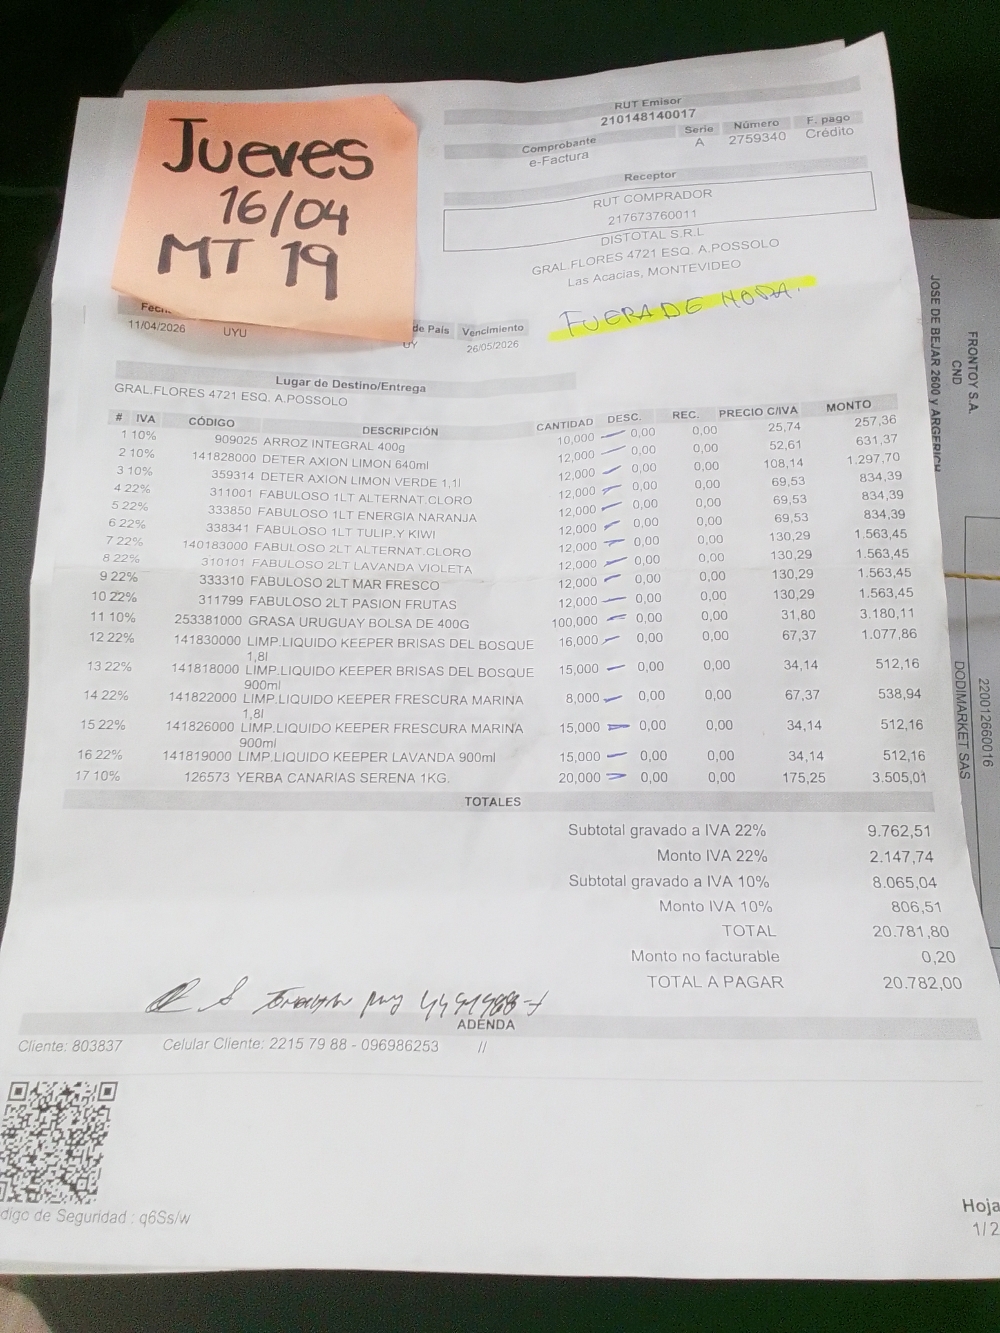 Jueves
16/04
MT 19
RUT Emisor
210148140017
Comprobante Serie Número F. pago
e-Factura A 2759340 Crédito
Receptor
RUT COMPRADOR
217673760011
DISTOTAL S.R.L
GRAL.FLORES 4721 ESQ. A.POSSOLO
Las Acacias, MONTEVIDEO
FUERA DE HORA.
de País Vencimiento
11/04/2026 UYU UY 26/05/2026
Lugar de Destino/Entrega
GRAL.FLORES 4721 ESQ. A.POSSOLO
# IVA CÓDIGO DESCRIPCIÓN CANTIDAD DESC. REC. PRECIO C/IVA MONTO
1 10% 909025 ARROZ INTEGRAL 400g 10,000 0,00 0,00 25,74 257,36
2 10% 141828000 DETER AXION LIMON 640ml 12,000 0,00 0,00 52,61 631,37
3 10% 359314 DETER AXION LIMON VERDE 1,1l 12,000 0,00 0,00 108,14 1.297,70
4 22% 311001 FABULOSO 1LT ALTERNAT.CLORO 12,000 0,00 0,00 69,53 834,39
5 22% 333850 FABULOSO 1LT ENERGIA NARANJA 12,000 0,00 0,00 69,53 834,39
6 22% 338341 FABULOSO 1LT TULIP.Y KIWI 12,000 0,00 0,00 69,53 834,39
7 22% 140183000 FABULOSO 2LT ALTERNAT.CLORO 12,000 0,00 0,00 130,29 1.563,45
8 22% 310101 FABULOSO 2LT LAVANDA VIOLETA 12,000 0,00 0,00 130,29 1.563,45
9 22% 333310 FABULOSO 2LT MAR FRESCO 12,000 0,00 0,00 130,29 1.563,45
10 22% 311799 FABULOSO 2LT PASION FRUTAS 12,000 0,00 0,00 130,29 1.563,45
11 10% 253381000 GRASA URUGUAY BOLSA DE 400G 100,000 0,00 0,00 31,80 3.180,11
12 22% 141830000 LIMP.LIQUIDO KEEPER BRISAS DEL BOSQUE 16,000 0,00 0,00 67,37 1.077,86
1,8l
13 22% 141818000 LIMP.LIQUIDO KEEPER BRISAS DEL BOSQUE 15,000 0,00 0,00 34,14 512,16
900ml
14 22% 141822000 LIMP.LIQUIDO KEEPER FRESCURA MARINA 8,000 0,00 0,00 67,37 538,94
1,8l
15 22% 141826000 LIMP.LIQUIDO KEEPER FRESCURA MARINA 15,000 0,00 0,00 34,14 512,16
900ml
16 22% 141819000 LIMP.LIQUIDO KEEPER LAVANDA 900ml 15,000 0,00 0,00 34,14 512,16
17 10% 126573 YERBA CANARIAS SERENA 1KG. 20,000 0,00 0,00 175,25 3.505,01
TOTALES
Subtotal gravado a IVA 22% 9.762,51
Monto IVA 22% 2.147,74
Subtotal gravado a IVA 10% 8.065,04
Monto IVA 10% 806,51
TOTAL 20.781,80
Monto no facturable 0,20
TOTAL A PAGAR 20.782,00
ADENDA
Cliente: 803837 Celular Cliente: 2215 79 88 - 096986253 //
digo de Seguridad : q6Ss/w
Hoja
1/2
FRONTOY S.A.
CND
JOSE DE BEJAR 2600 y ARGERICH
220012660016
DODIMARKET SAS